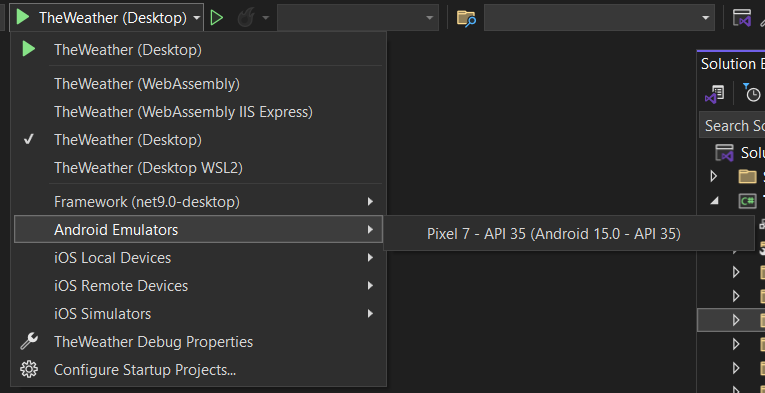 TheWeather (Desktop)
TheWeather (Desktop)
TheWeather (WebAssembly)
TheWeather (WebAssembly IIS Express)
TheWeather (Desktop)
TheWeather (Desktop WSL2)
Framework (net9.0-desktop)
Android Emulators
Pixel 7 - API 35 (Android 15.0 - API 35)
iOS Local Devices
iOS Remote Devices
iOS Simulators
TheWeather Debug Properties
Configure Startup Projects...
Solution E
Search So
Solu
C#